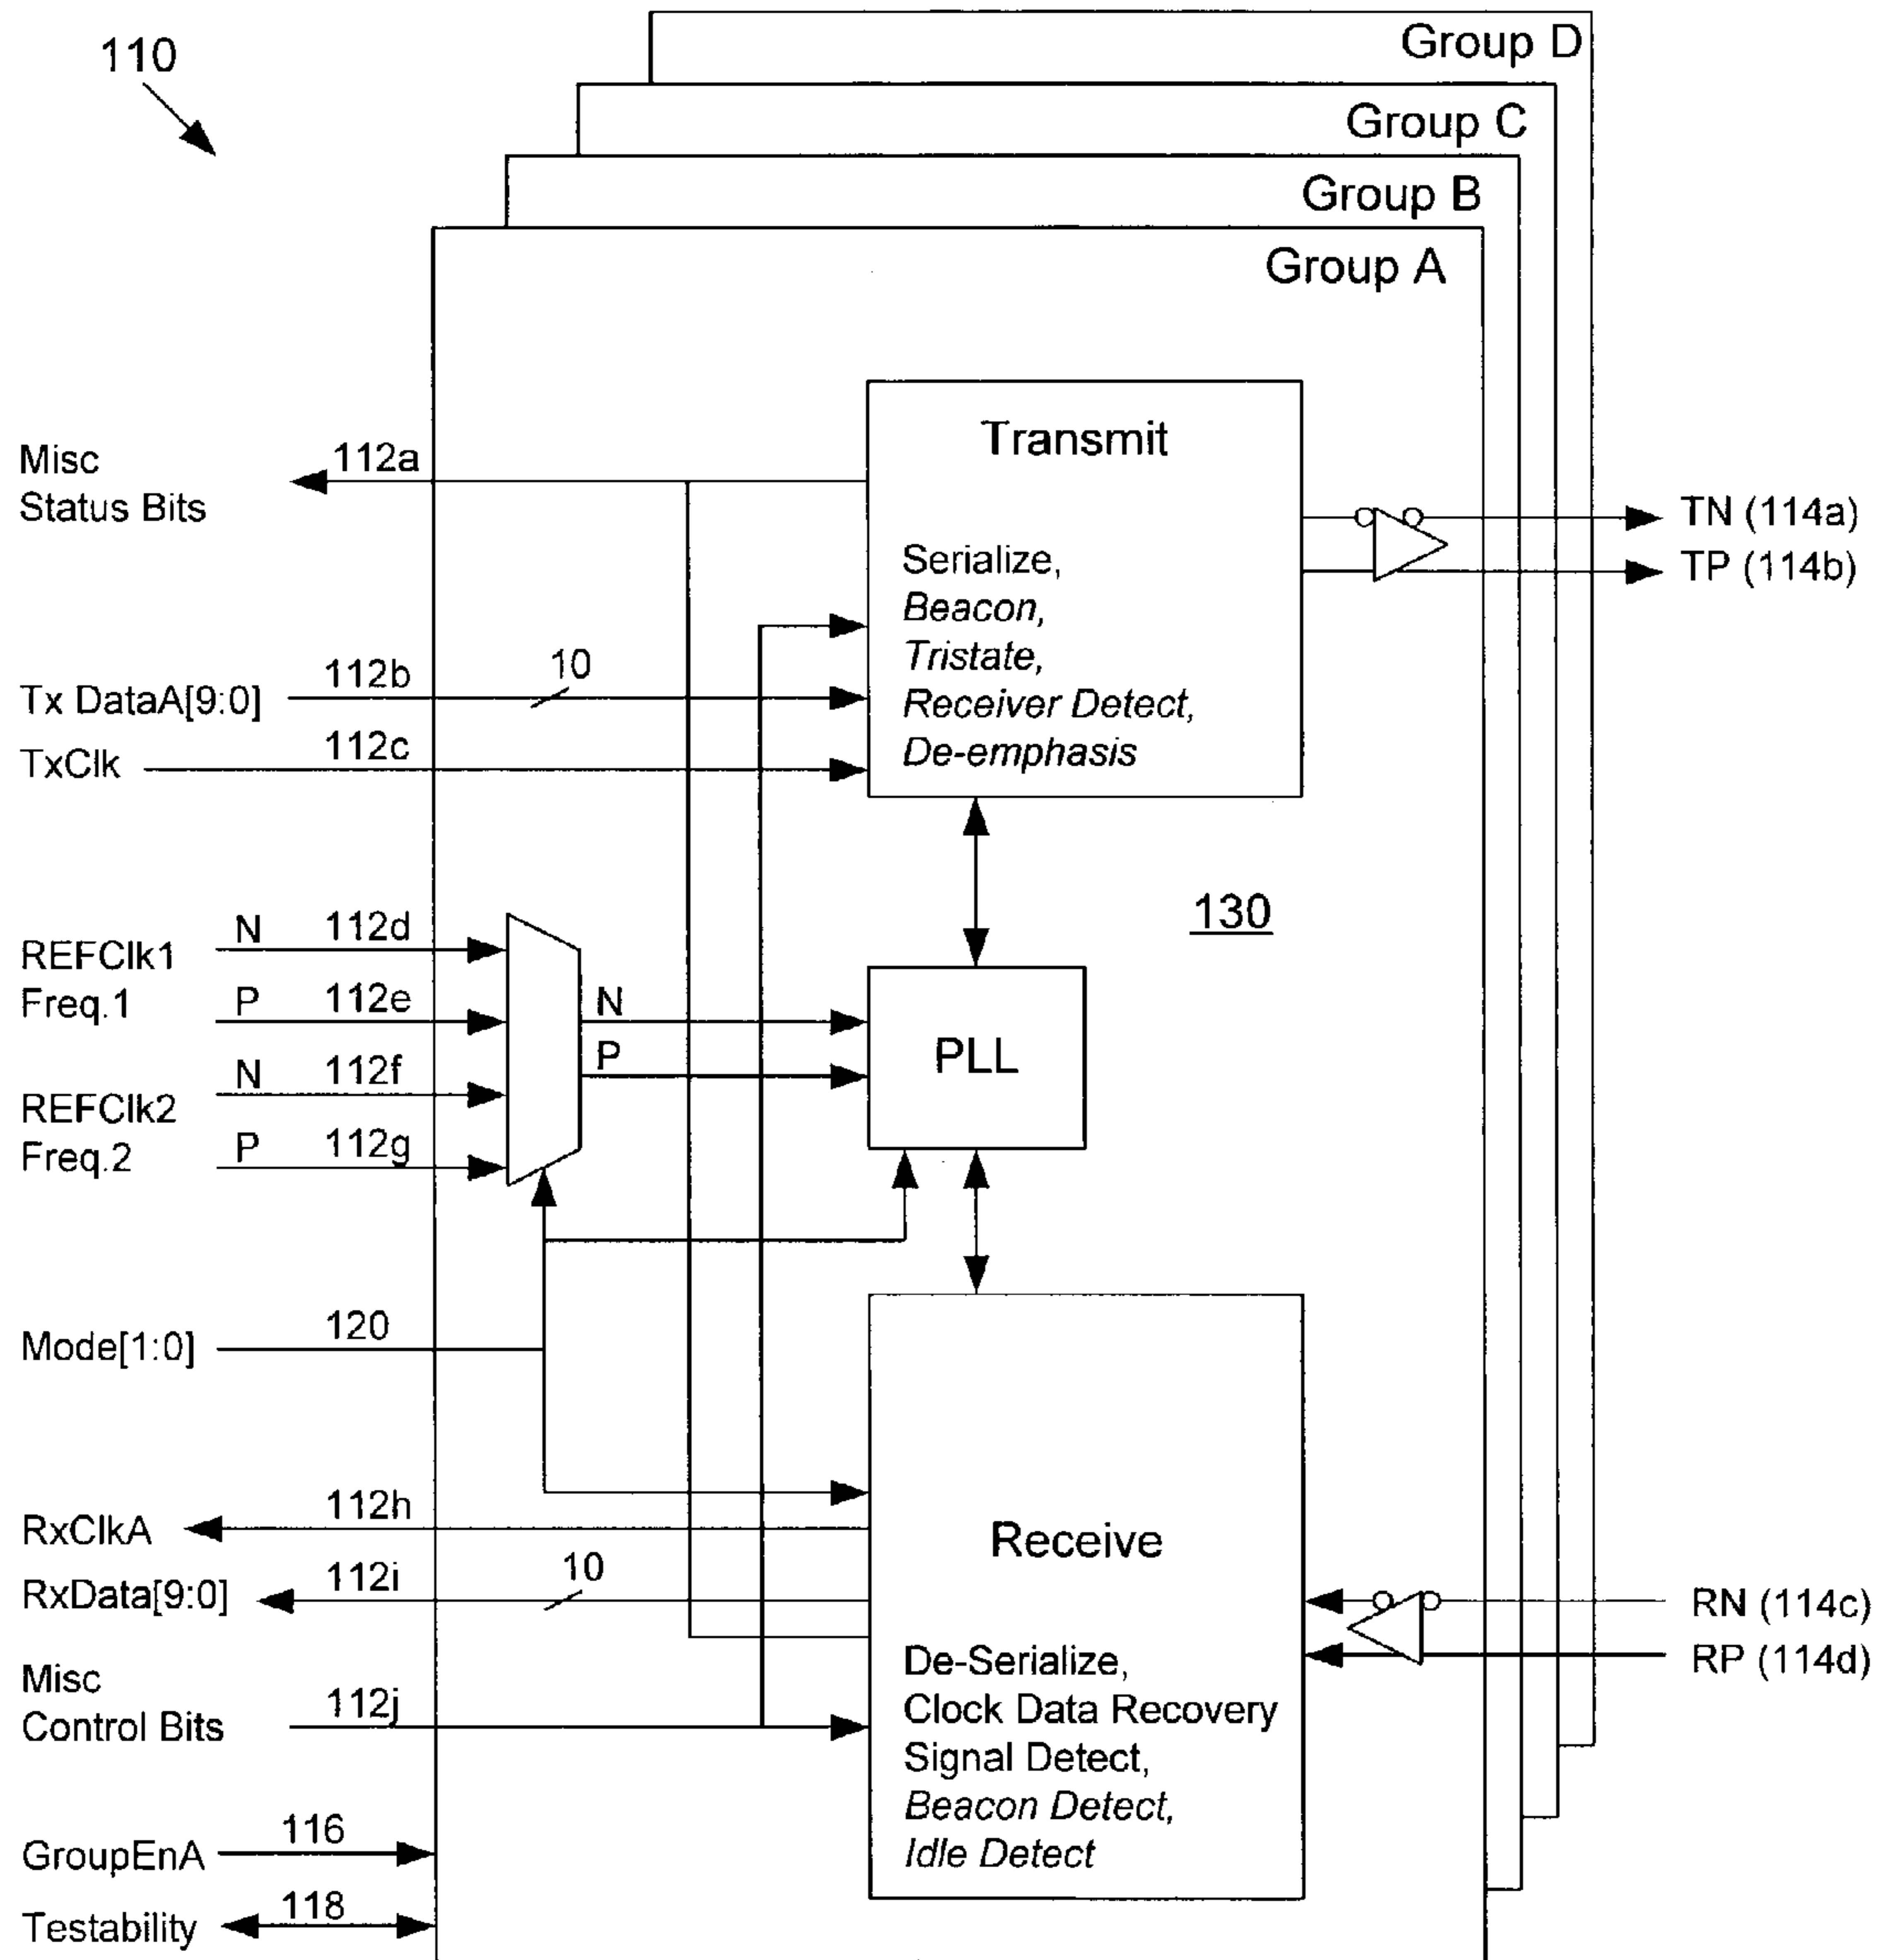 110
Group D
Group C
Group B
Group A
Misc
Status Bits
112a
Transmit
Serialize,
Beacon,
Tristate,
Receiver Detect,
De-emphasis
TN (114a)
TP (114b)
Tx DataA[9:0]
112b
10
TxClk
112c
130
REFClk1
Freq.1
N
112d
P
112e
REFClk2
Freq.2
N
112f
P
112g
N
P
PLL
Mode[1:0]
120
RxClkA
112h
RxData[9:0]
112i
10
Misc
Control Bits
112j
Receive
De-Serialize,
Clock Data Recovery
Signal Detect,
Beacon Detect,
Idle Detect
RN (114c)
RP (114d)
GroupEnA
116
Testability
118